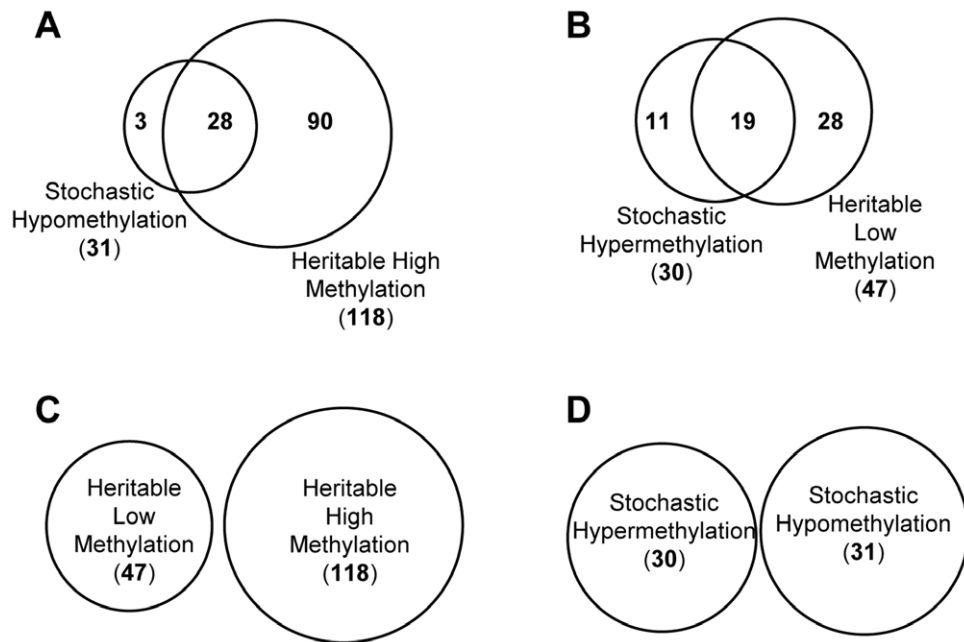 A
3
28
90
Stochastic
Hypomethylation
(31)
Heritable High
Methylation
(118)
B
11
19
28
Stochastic
Hypermethylation
(30)
Heritable
Low
Methylation
(47)
C
Heritable
Low
Methylation
(47)
Heritable
High
Methylation
(118)
D
Stochastic
Hypermethylation
(30)
Stochastic
Hypomethylation
(31)